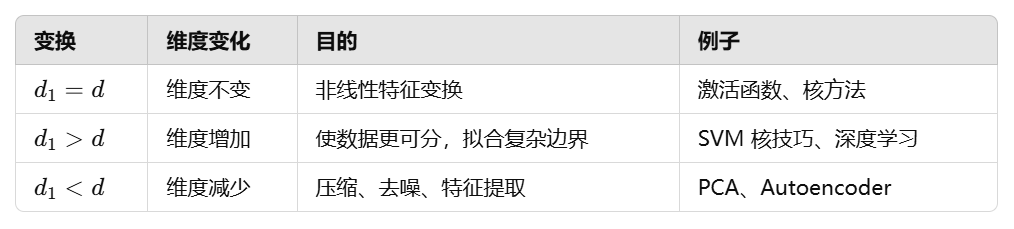 变换 维度变化 目的 例子
d₁ = d 维度不变 非线性特征变换 激活函数、核方法
d₁ > d 维度增加 使数据更可分，拟合复杂边界 SVM 核技巧、深度学习
d₁ < d 维度减少 压缩、去噪、特征提取 PCA、Autoencoder